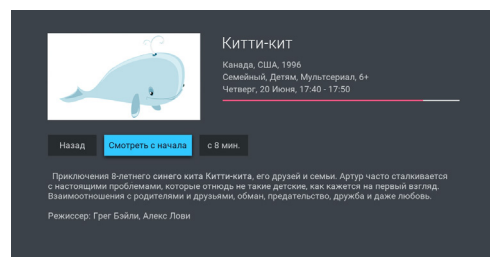 Китти-кит
Канада, США, 1996
Семейный, Детям, Мультсериал, 6+
Четверг, 20 Июня, 17:40 - 17:50
Назад
Смотреть с начала
с 8 мин.
Приключения 8-летнего синего кита Китти-кита, его друзей и семьи. Артур часто сталкивается
с настоящими проблемами, которые отнюдь не такие детские, как кажется на первый взгляд.
Взаимоотношения с родителями и друзьями, обман, предательство, дружба и даже любовь.
Режиссер: Грег Бэйли, Алекс Лови